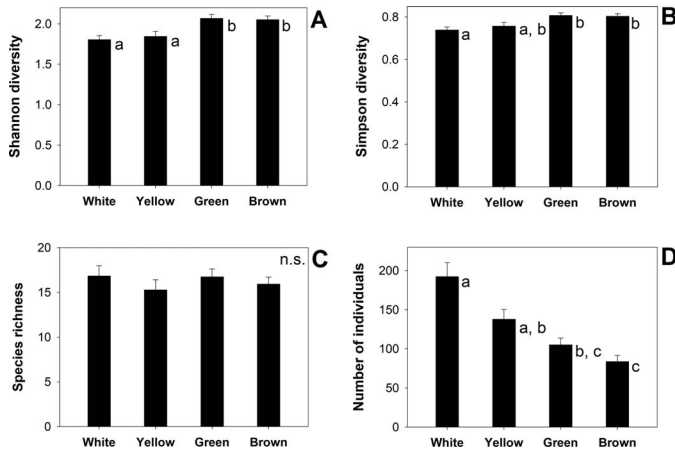 A
Shannon diversity
2.0
1.5
1.0
0.5
0.0
a
a
b
b
White Yellow Green Brown
B
Simpson diversity
0.8
0.6
0.4
0.2
0.0
a
a, b
b
b
White Yellow Green Brown
C
n.s.
Species richness
20
15
10
5
0
White Yellow Green Brown
D
Number of individuals
200
150
100
50
0
a
a, b
b, c
c
White Yellow Green Brown